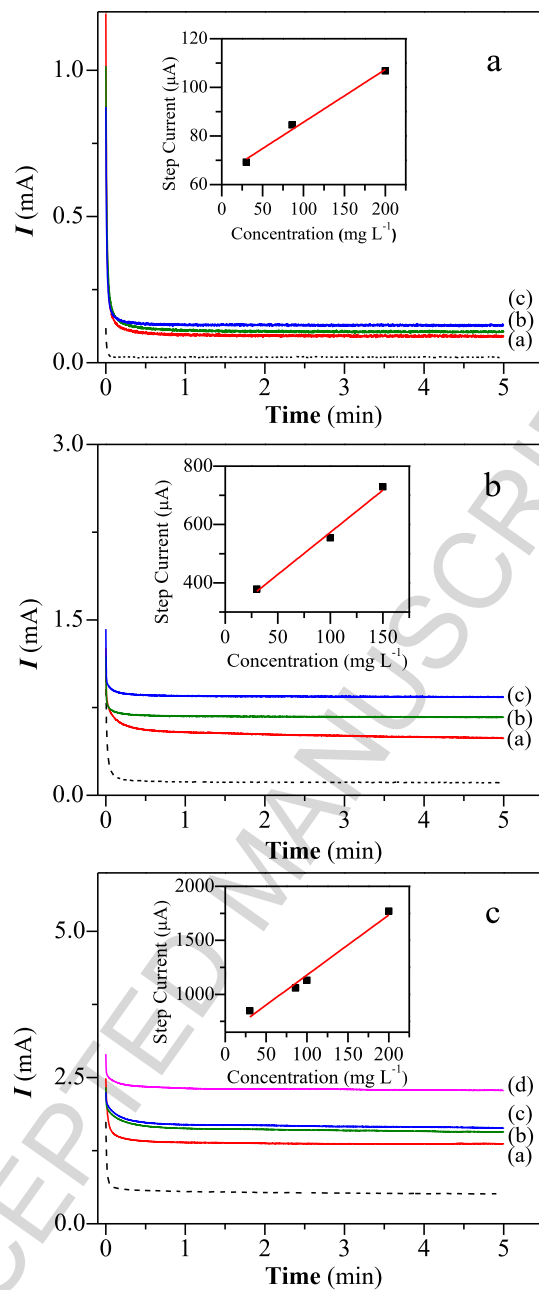 a
120
100
80
60
Step Current (μA)
0 50 100 150 200
Concentration (mg L-1)
1.0
0.5
0.0
I (mA)
(c)
(b)
(a)
0 1 2 3 4 5
Time (min)
b
800
600
400
Step Current (μA)
0 50 100 150
Concentration (mg L-1)
3.0
1.5
0.0
I (mA)
(c)
(b)
(a)
0 1 2 3 4 5
Time (min)
c
2000
1750
1000
Step Current (μA)
0 50 100 150 200
Concentration (mg L-1)
5.0
2.5
0.0
I (mA)
(d)
(c)
(b)
(a)
0 1 2 3 4 5
Time (min)
CEPTED MANUSCRI